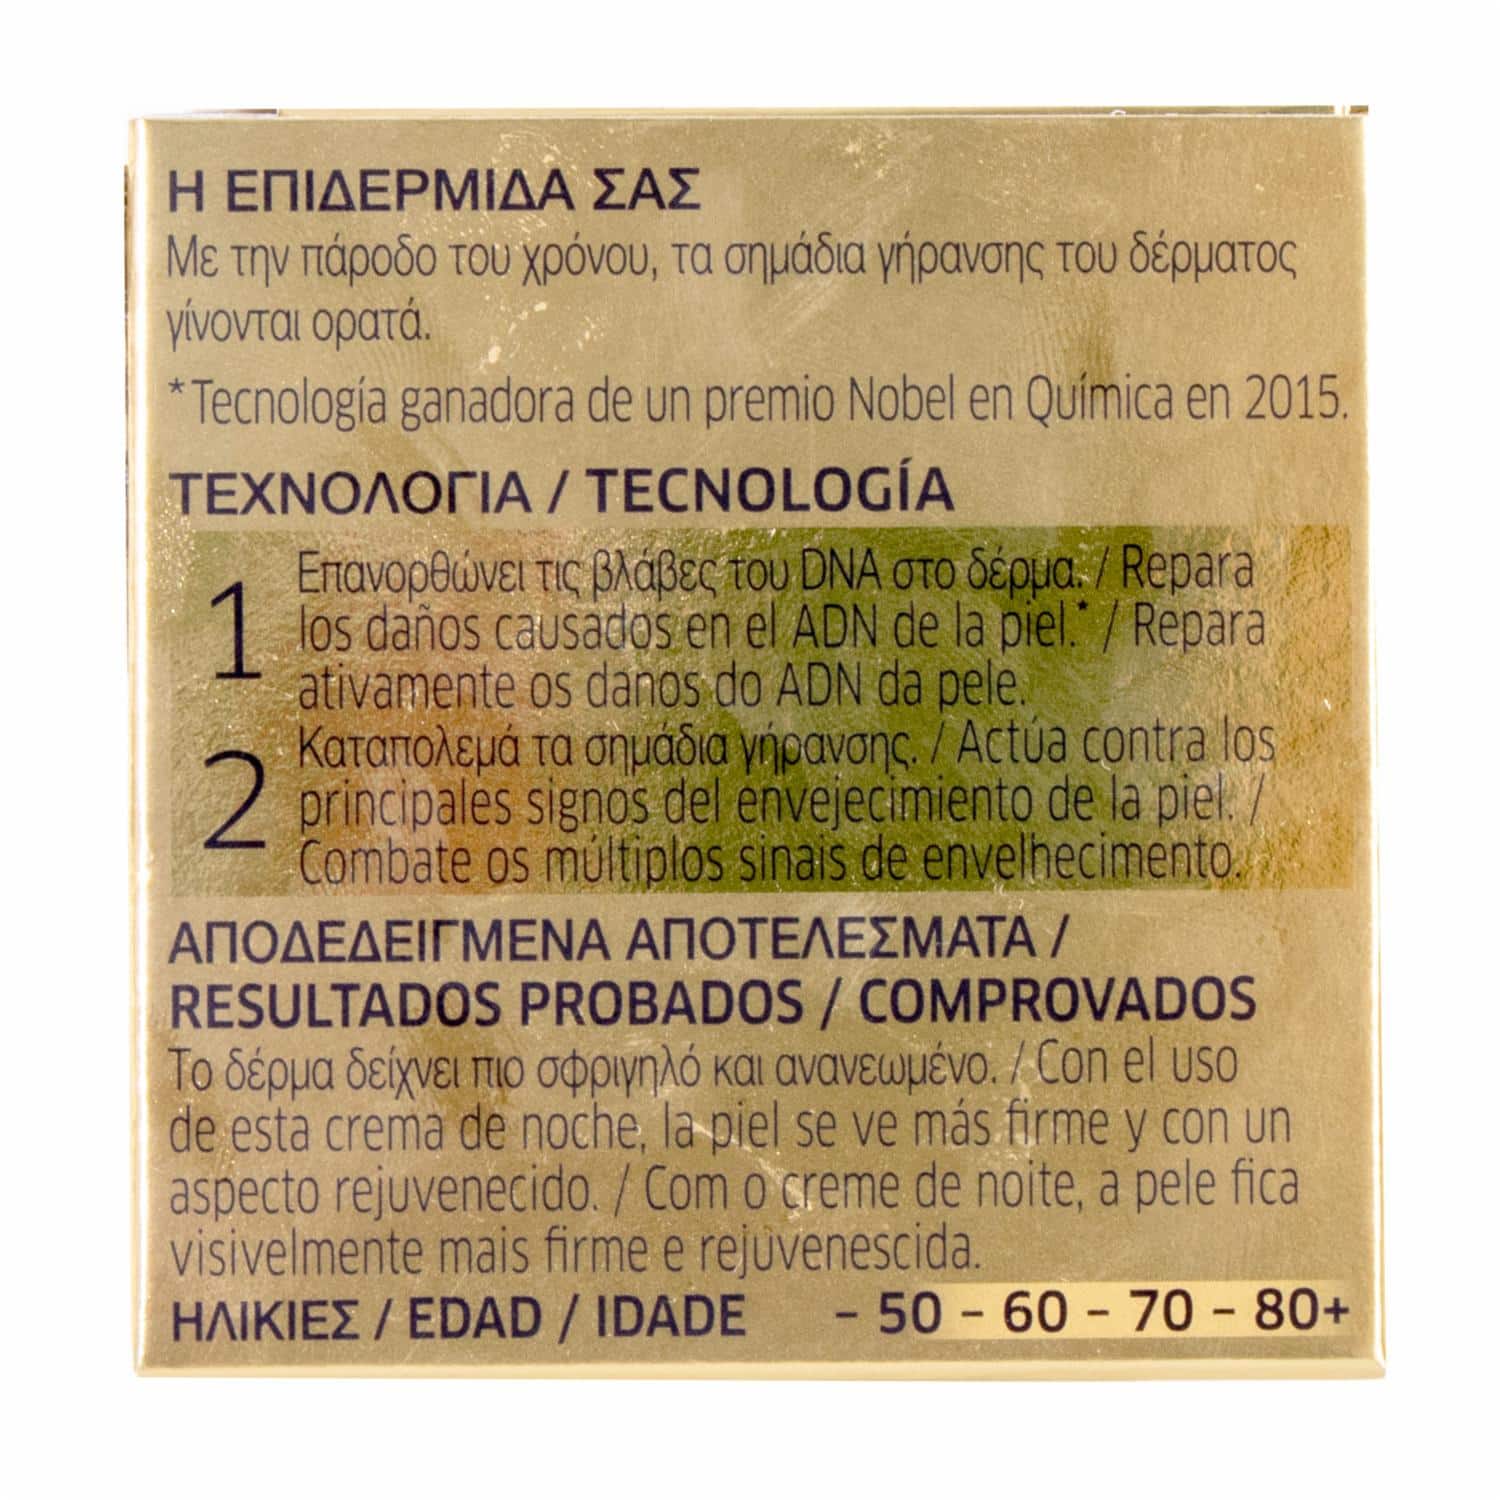 Η ΕΠΙΔΕΡΜΙΔΑ ΣΑΣ
Με την πάροδο του χρόνου, τα σημάδια γήρανσης του δέρματος
γίνονται ορατά.
*Tecnología ganadora de un premio Nobel en Química en 2015.
ΤΕΧΝΟΛΟΓΙΑ / TECNOLOGÍA
1 Επανορθώνει τις βλάβες του DNA στο δέρμα. / Repara
los daños causados en el ADN de la piel.* / Repara
ativamente os danos do ADN da pele.
2 Καταπολεμά τα σημάδια γήρανσης. / Actúa contra los
principales signos del envejecimiento de la piel. /
Combate os múltiplos sinais de envelhecimento.
ΑΠΟΔΕΔΕΙΓΜΕΝΑ ΑΠΟΤΕΛΕΣΜΑΤΑ /
RESULTADOS PROBADOS / COMPROVADOS
Το δέρμα δείχνει πιο σφριγηλό και ανανεωμένο. / Con el uso
de esta crema de noche, la piel se ve más firme y con un
aspecto rejuvenecido. / Com o creme de noite, a pele fica
visivelmente mais firme e rejuvenescida.
ΗΛΙΚΙΕΣ / EDAD / IDADE – 50 – 60 – 70 – 80+